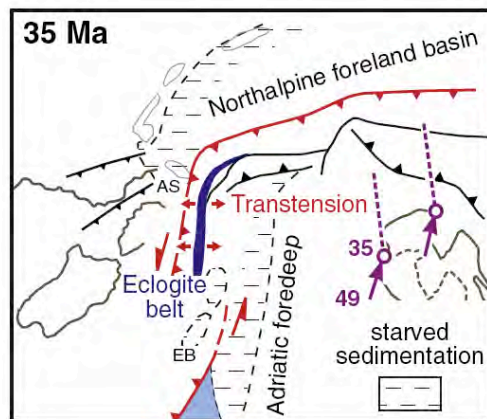 35 Ma
Northalpine foreland basin
AS
Transtension
35
Eclogite
belt
49
Adriatic foredeep
EB
starved
sedimentation